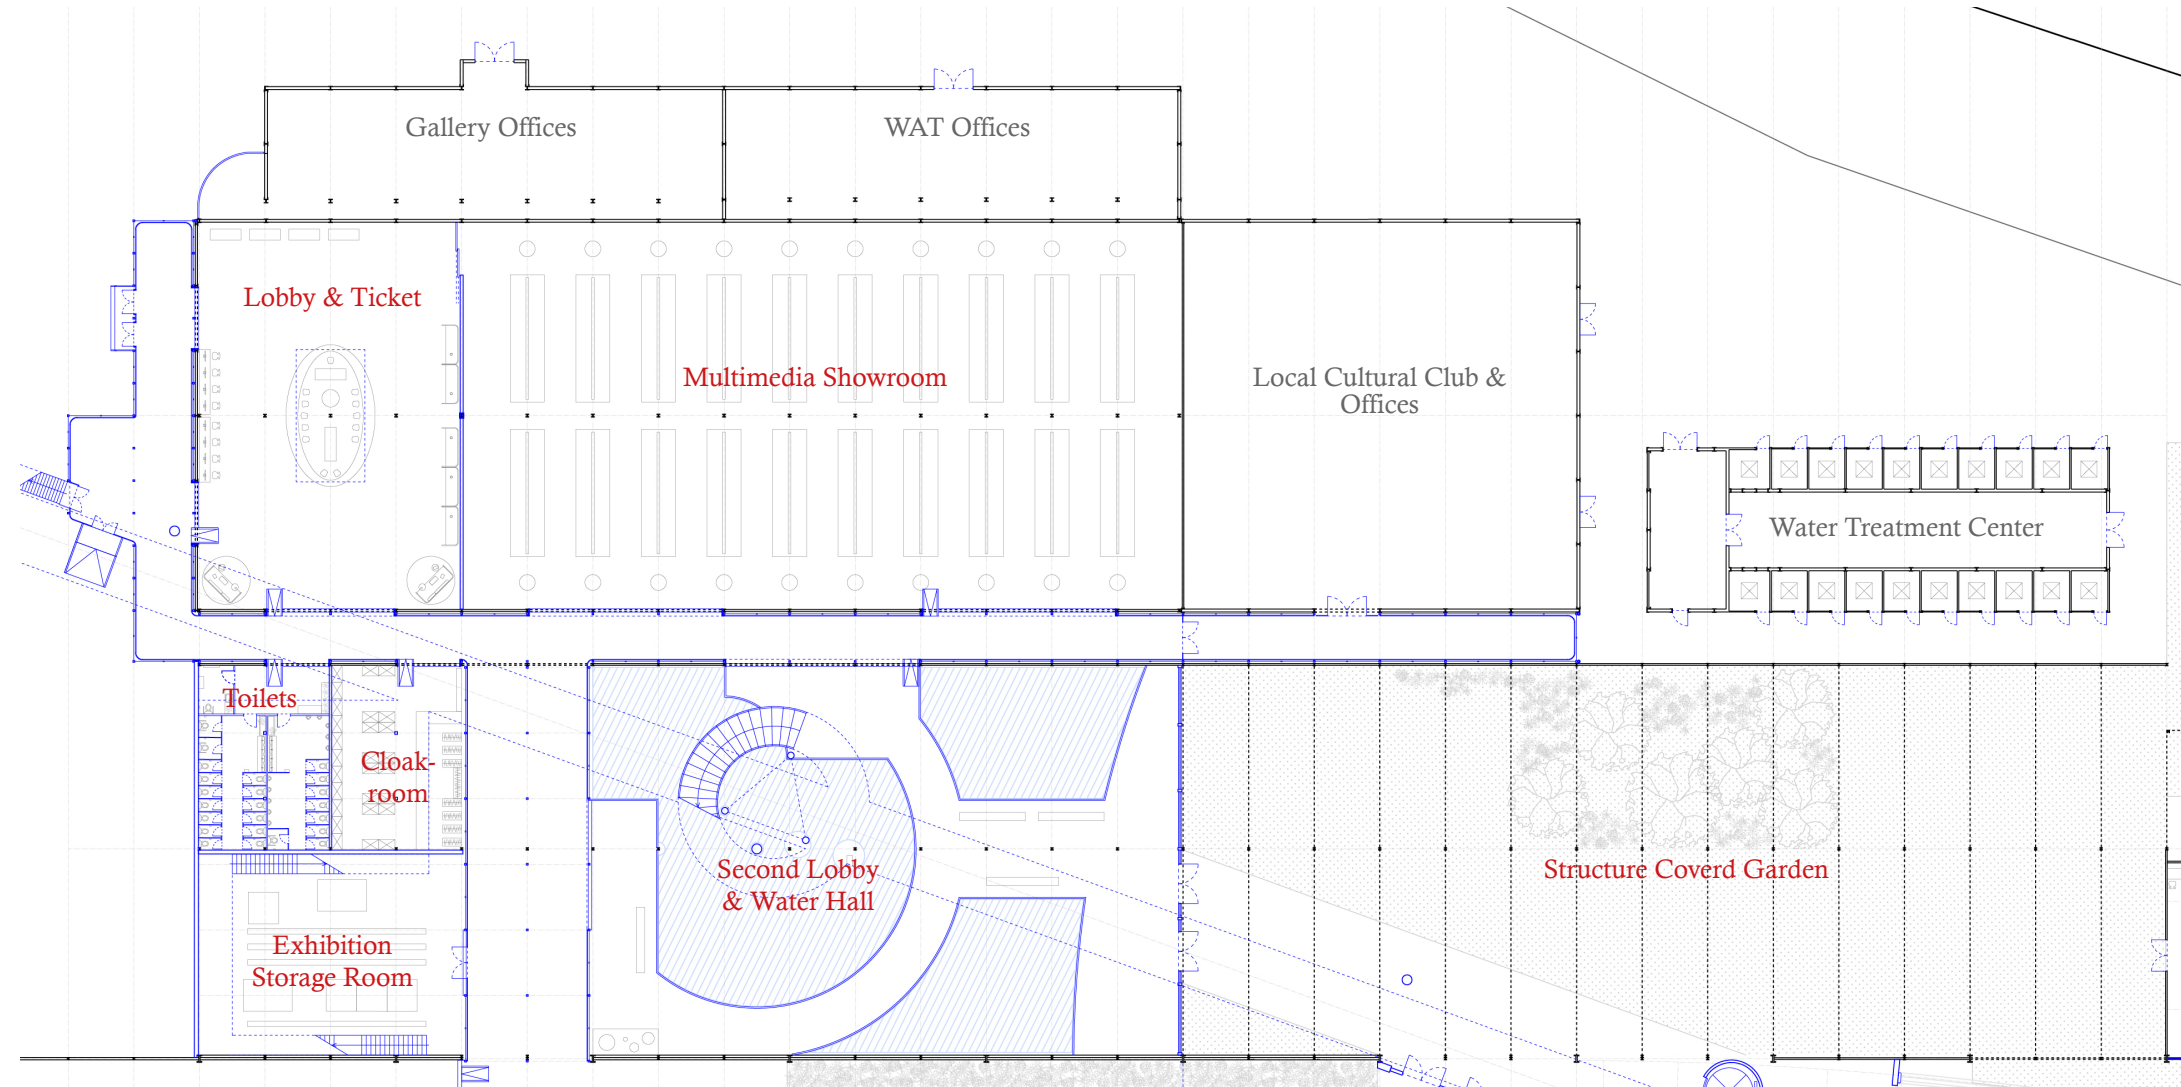 Gallery Offices
WAT Offices
Lobby & Ticket
Multimedia Showroom
Local Cultural Club &
Offices
Water Treatment Center
Toilets
Cloak-
room
Second Lobby
& Water Hall
Structure Coverd Garden
Exhibition
Storage Room